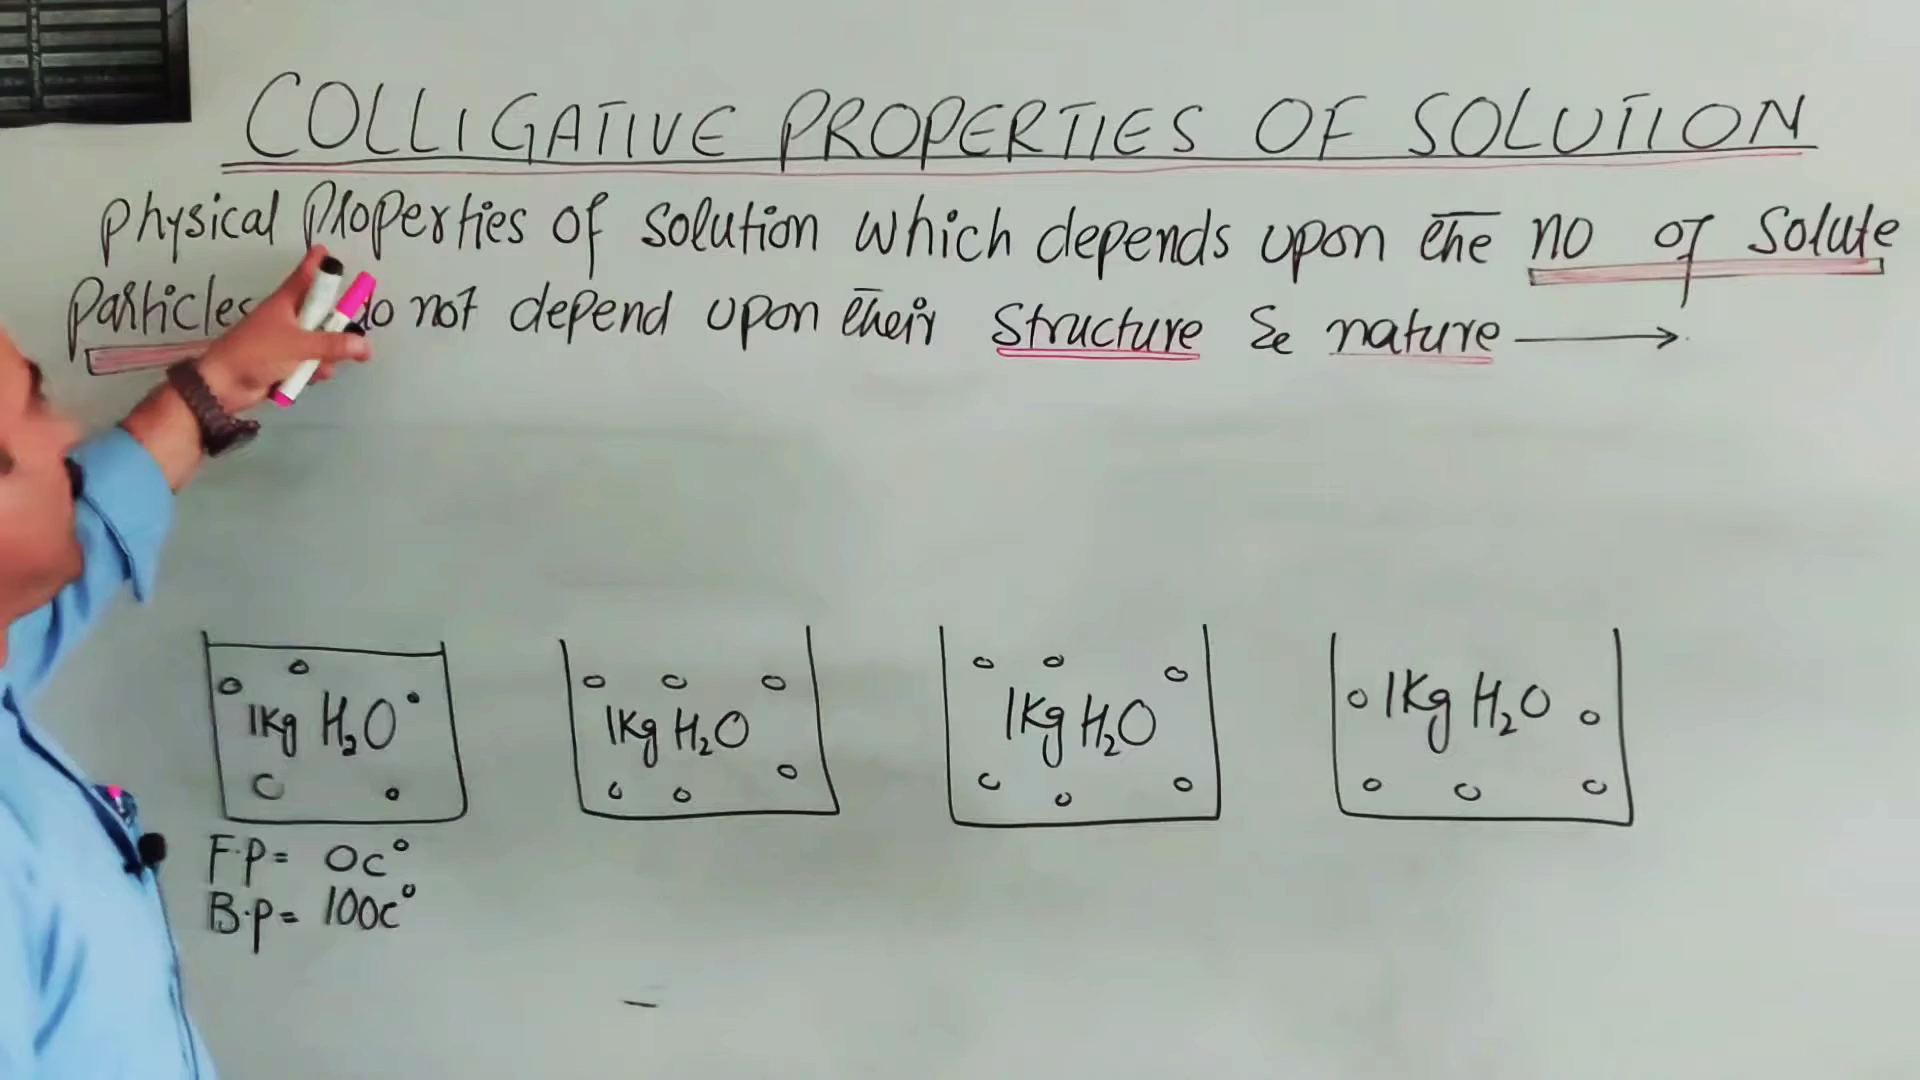 COLLIGATIVE PROPERTIES OF SOLUTION
Physical Properties of Solution which depends upon the no of Solute
Particles do not depend upon their Structure & nature →
1Kg H₂O
1Kg H₂O
1Kg H₂O
1Kg H₂O
F.P= 0c°
B.P= 100c°